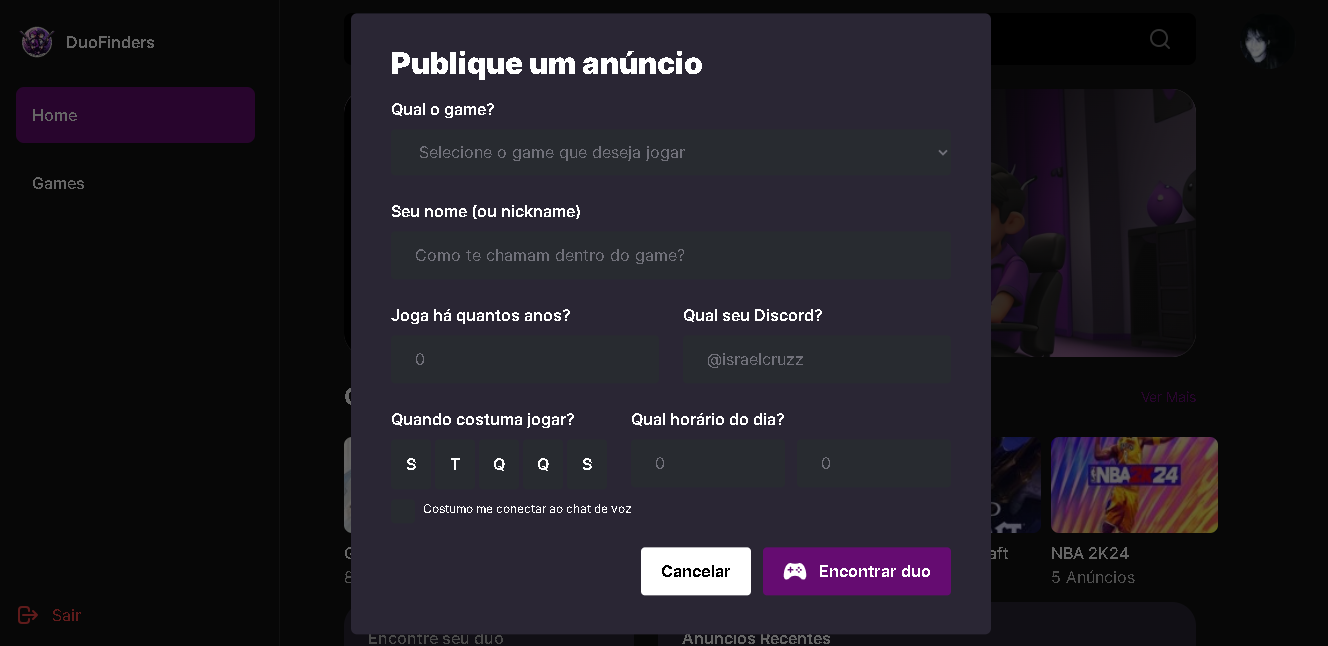 DuoFinders
Home
Games
Sair
Publique um anúncio
Qual o game?
Selecione o game que deseja jogar
Seu nome (ou nickname)
Como te chamam dentro do game?
Joga há quantos anos?
Qual seu Discord?
0
@israelcruzz
Quando costuma jogar?
Qual horário do dia?
S T Q Q S
0
0
Costumo me conectar ao chat de voz
Cancelar
Encontrar duo
Ver Mais
NBA 2K24
aft
NBA 2K24
5 Anúncios
Encontre seu duo
Anúncios Recentes